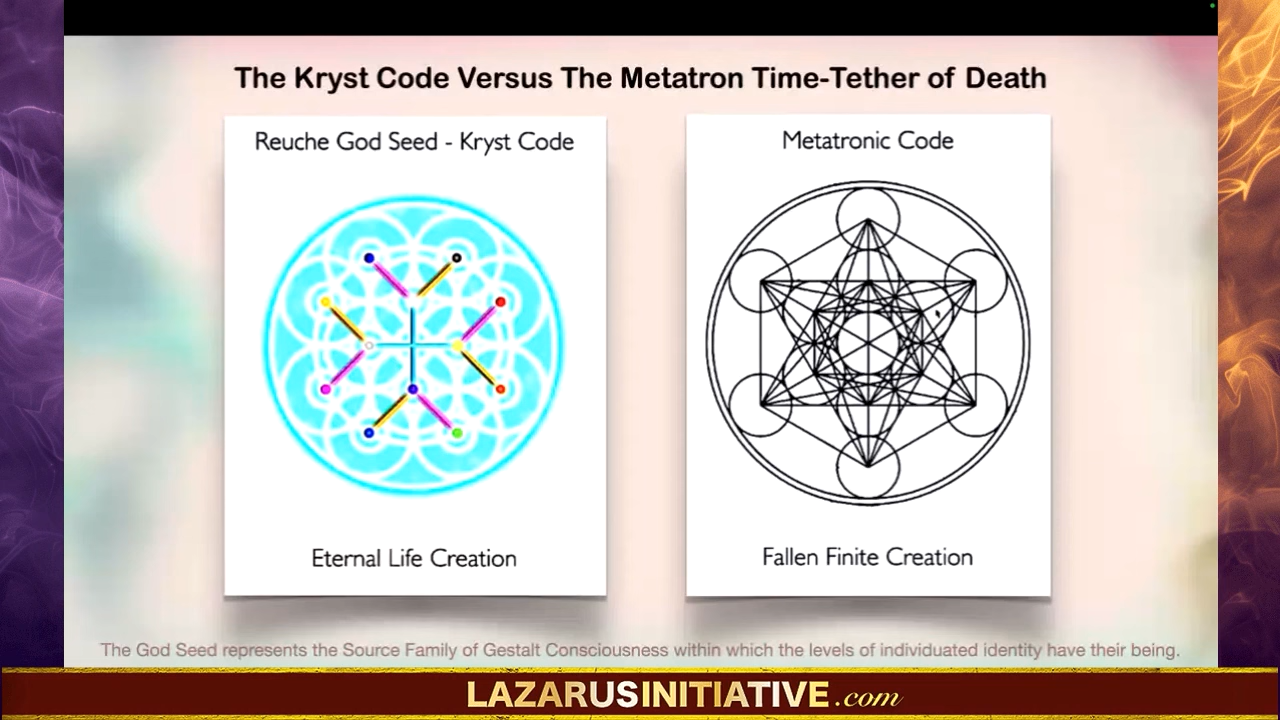 The Kryst Code Versus The Metatron Time-Tether of Death
Reuche God Seed - Kryst Code
Metatronic Code
Eternal Life Creation
Fallen Finite Creation
The God Seed represents the Source Family of Gestalt Consciousness within which the levels of individuated identity have their being.
LAZARUSINITIATIVE.com